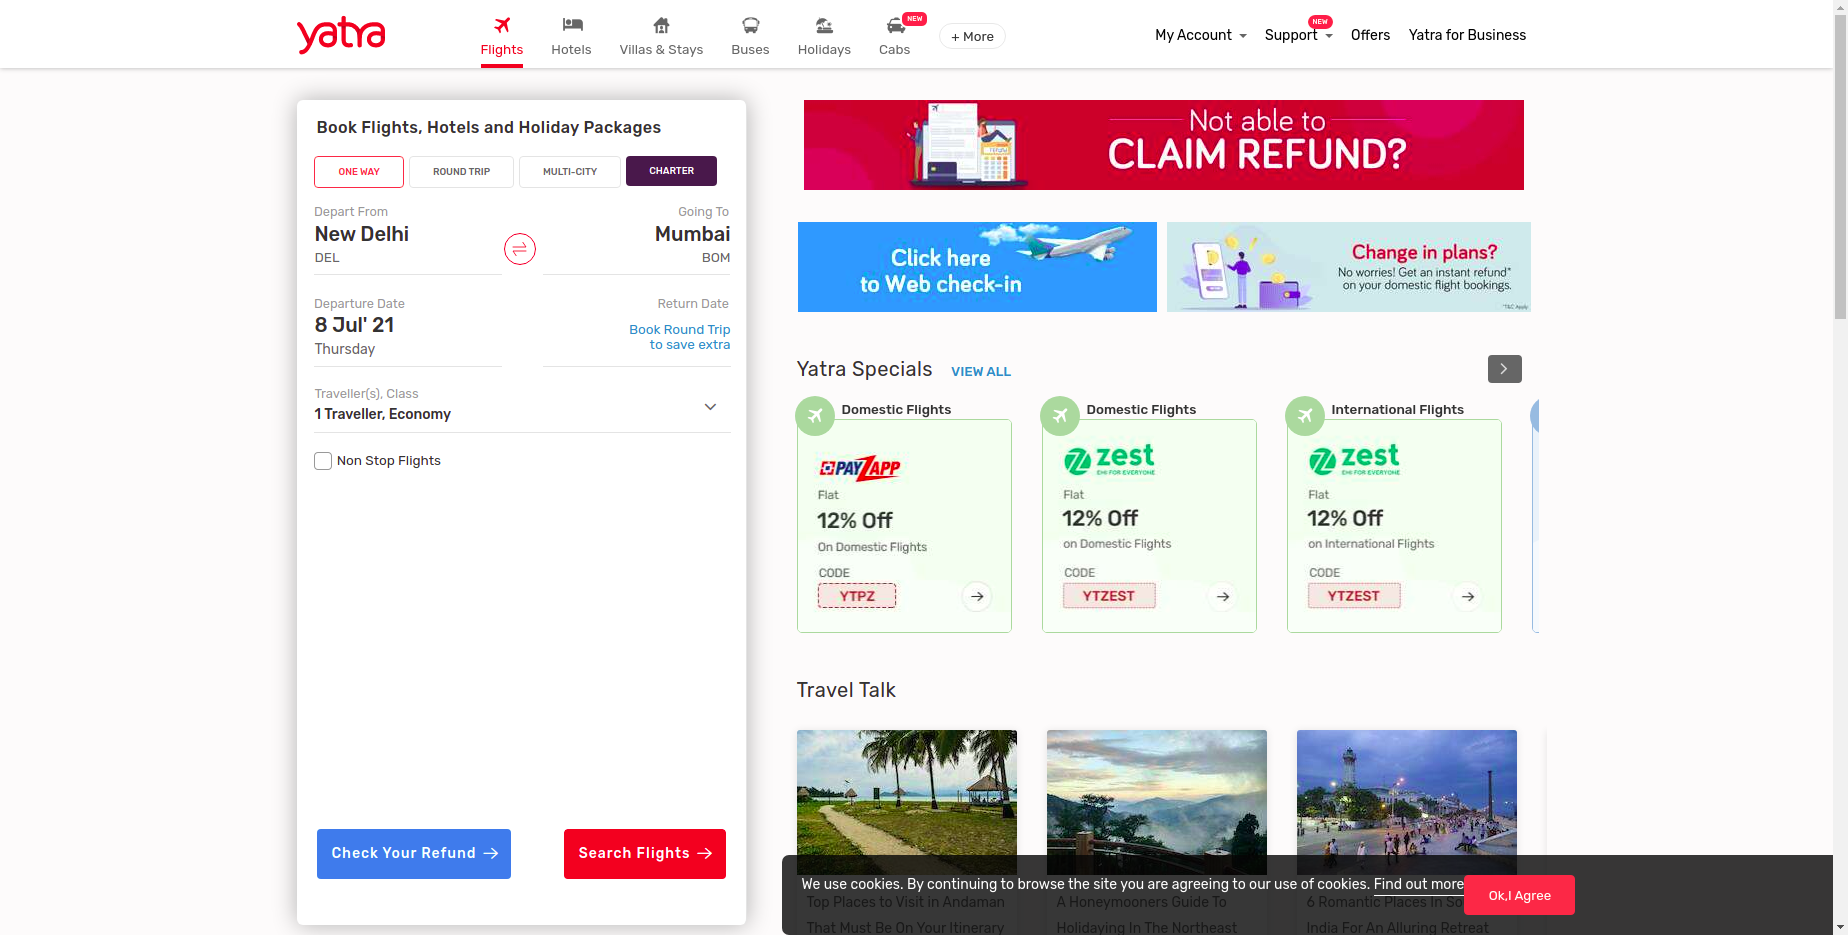 yatra
Flights
Hotels
Villas & Stays
Buses
Holidays
Cabs
NEW
+ More
My Account
Support
NEW
Offers
Yatra for Business
Book Flights, Hotels and Holiday Packages
ONE WAY
ROUND TRIP
MULTI-CITY
CHARTER
Depart From
New Delhi
DEL
Going To
Mumbai
BOM
Departure Date
8 Jul' 21
Thursday
Return Date
Book Round Trip
to save extra
Traveller(s), Class
1 Traveller, Economy
Non Stop Flights
Check Your Refund
Search Flights
Not able to
CLAIM REFUND?
Click here
to Web check-in
Change in plans?
No worries! Get an instant refund*
on your domestic flight bookings.
*T&C Apply
Yatra Specials
VIEW ALL
Domestic Flights
PAYZAPP
Flat
12% Off
On Domestic Flights
CODE
YTPZ
Domestic Flights
zest
EMI FOR EVERYONE
Flat
12% Off
on Domestic Flights
CODE
YTZEST
International Flights
zest
EMI FOR EVERYONE
Flat
12% Off
on International Flights
CODE
YTZEST
Travel Talk
We use cookies. By continuing to browse the site you are agreeing to our use of cookies. Find out more
Ok,I Agree
Top Places to Visit in Andaman
That Must Be On Your Itinerary
A Honeymooners Guide To
Holidaying In The Northeast
6 Romantic Places In So
India For An Alluring Retreat